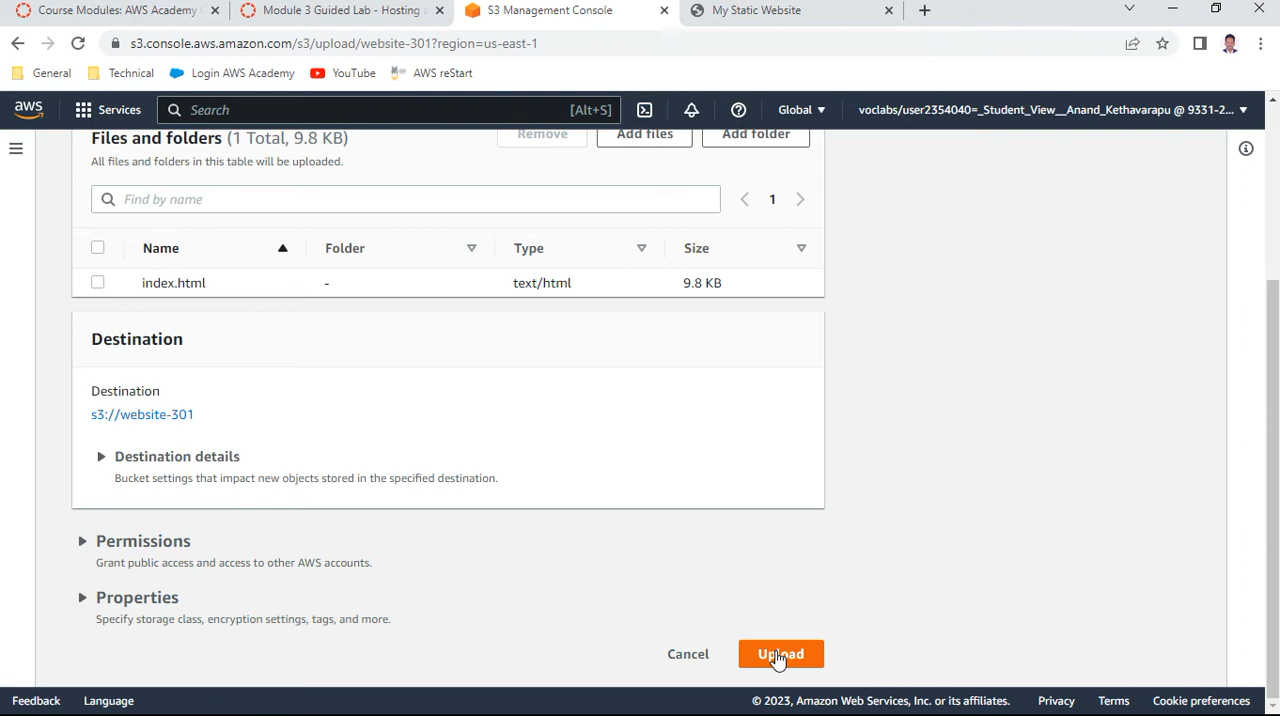 Course Modules: AWS Academy
Module 3 Guided Lab - Hosting a
S3 Management Console
My Static Website
s3.console.aws.amazon.com/s3/upload/website-301?region=us-east-1
General
Technical
Login AWS Academy
YouTube
AWS reStart
aws
Services
Search
[Alt+S]
Global
voclabs/user2354040=_Student_View__Anand_Kethavarapu @ 9331-2...
Files and folders (1 Total, 9.8 KB)
Remove
Add files
Add folder
All files and folders in this table will be uploaded.
Find by name
1
Name
Folder
Type
Size
index.html
-
text/html
9.8 KB
Destination
Destination
s3://website-301
Destination details
Bucket settings that impact new objects stored in the specified destination.
Permissions
Grant public access and access to other AWS accounts.
Properties
Specify storage class, encryption settings, tags, and more.
Cancel
Upload
Feedback
Language
© 2023, Amazon Web Services, Inc. or its affiliates.
Privacy
Terms
Cookie preferences